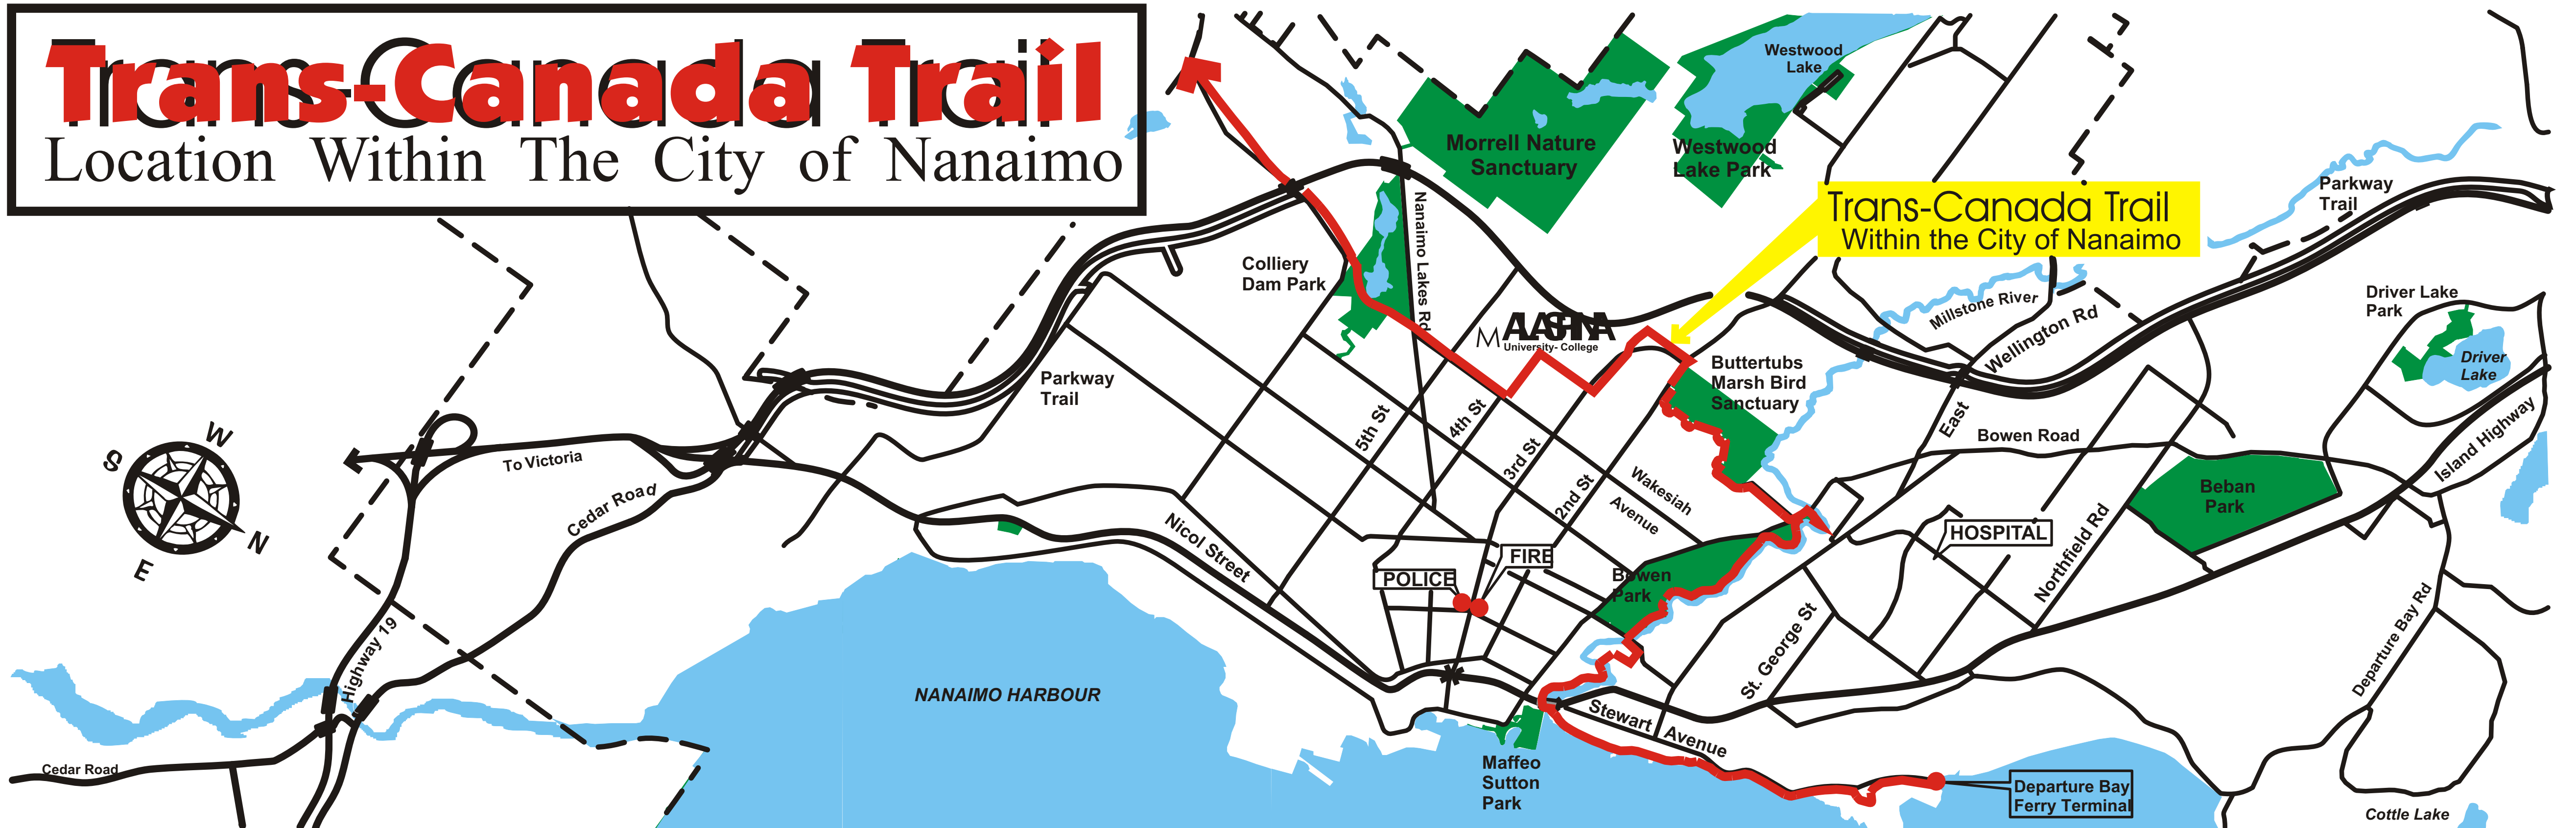 Trans-Canada Trail
Location Within The City of Nanaimo
Westwood
Lake
Morrell Nature
Sanctuary
Westwood
Lake Park
Trans-Canada Trail
Within the City of Nanaimo
Parkway
Trail
Colliery
Dam Park
Nanaimo Lakes Rd
University- College
Millstone River
Wellington Rd
Driver Lake
Park
Driver
Lake
Buttertubs
Marsh Bird
Sanctuary
Parkway
Trail
5th St
4th St
3rd St
2nd St
Wakesiah
Avenue
East
Bowen Road
Island Highway
W
S
N
E
To Victoria
Cedar Road
Nicol Street
Beban
Park
HOSPITAL
Northfield Rd
FIRE
POLICE
Bowen
Park
St. George St
Departure Bay Rd
Highway 19
NANAIMO HARBOUR
Stewart
Avenue
Maffeo
Sutton
Park
Cedar Road
Departure Bay
Ferry Terminal
Cottle Lake